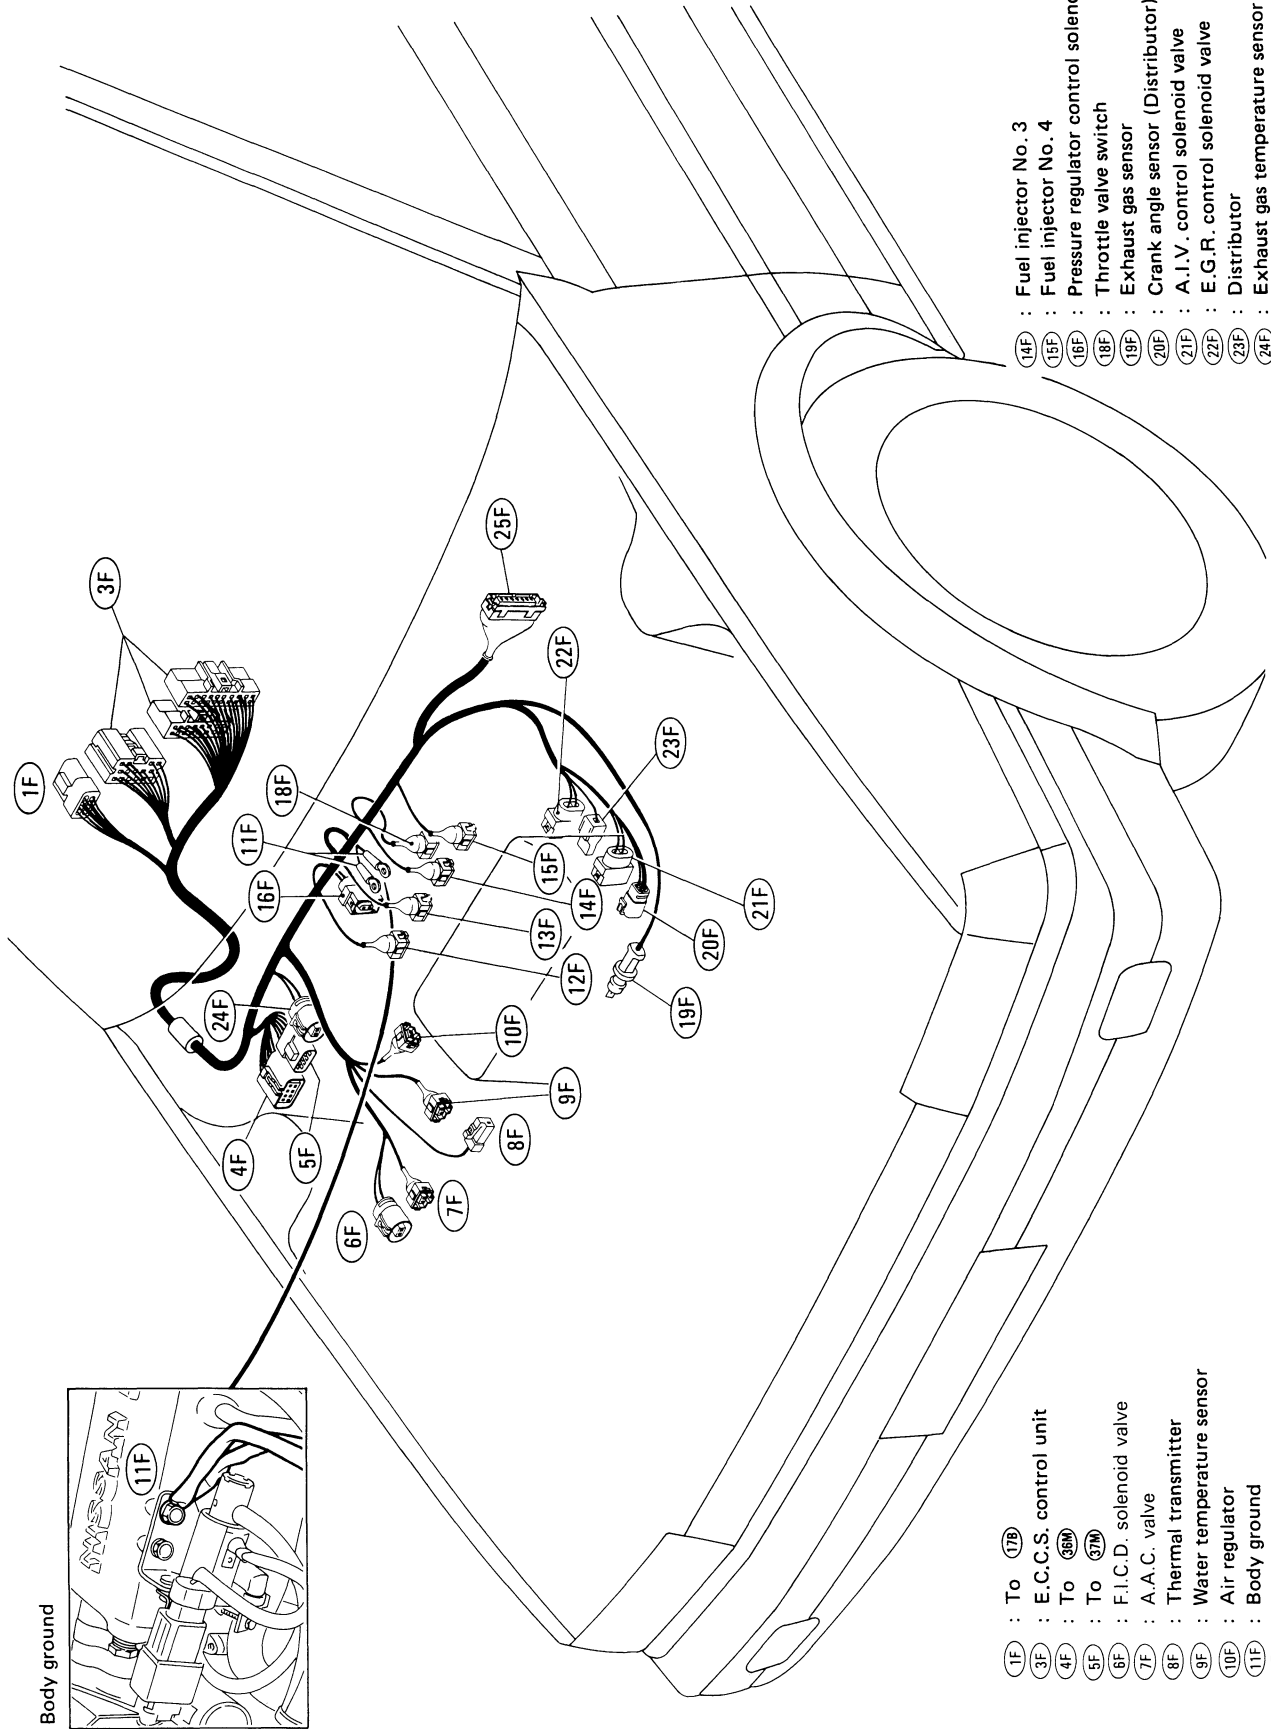 Body ground
NISSAN
11F
1F
3F
4F
5F
6F
7F
8F
9F
10F
11F
12F
13F
14F
15F
16F
18F
19F
20F
21F
22F
23F
24F
25F
1F : To 17B
3F : E.C.C.S. control unit
4F : To 36M
5F : To 37M
6F : F.I.C.D. solenoid valve
7F : A.A.C. valve
8F : Thermal transmitter
9F : Water temperature sensor
10F : Air regulator
11F : Body ground
14F : Fuel injector No. 3
15F : Fuel injector No. 4
16F : Pressure regulator control
18F : Throttle valve switch
19F : Exhaust gas sensor
20F : Crank angle sensor (Distributor)
21F : A.I.V. control solenoid valve
22F : E.G.R. control solenoid valve
23F : Distributor
24F : Exhaust gas temperature sensor